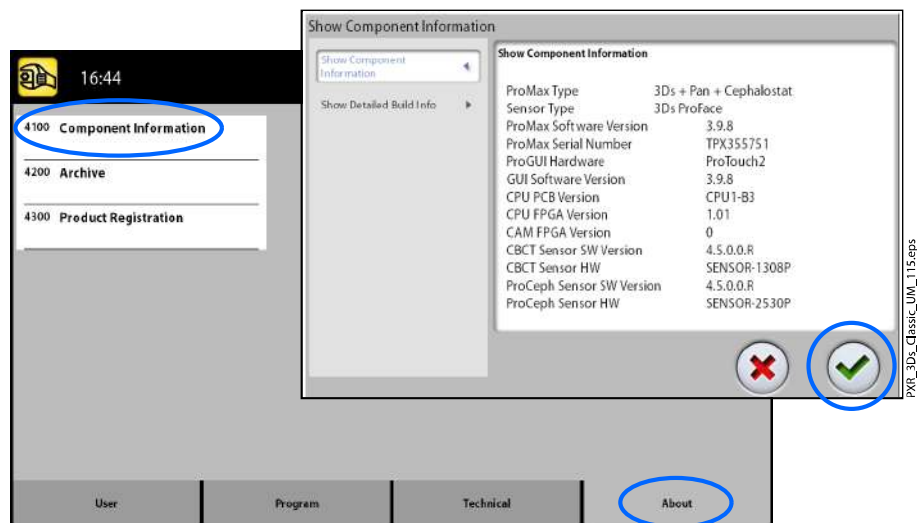 16:44
4100 Component Information
4200 Archive
4300 Product Registration
Show Component Information
Show Component
Information
Show Detailed Build Info
Show Component Information
ProMax Type 3Ds + Pan + Cephalostat
Sensor Type 3Ds ProFace
ProMax Software Version 3.9.8
ProMax Serial Number TPX355751
ProGUI Hardware ProTouch2
GUI Software Version 3.9.8
CPU PCB Version CPU1-B3
CPU FPGA Version 1.01
CAM FPGA Version 0
CBCT Sensor SW Version 4.5.0.0.R
CBCT Sensor HW SENSOR-1308P
ProCeph Sensor SW Version 4.5.0.0.R
ProCeph Sensor HW SENSOR-2530P
User Program Technical About
PXR_3Ds_Classic_UM_115.eps